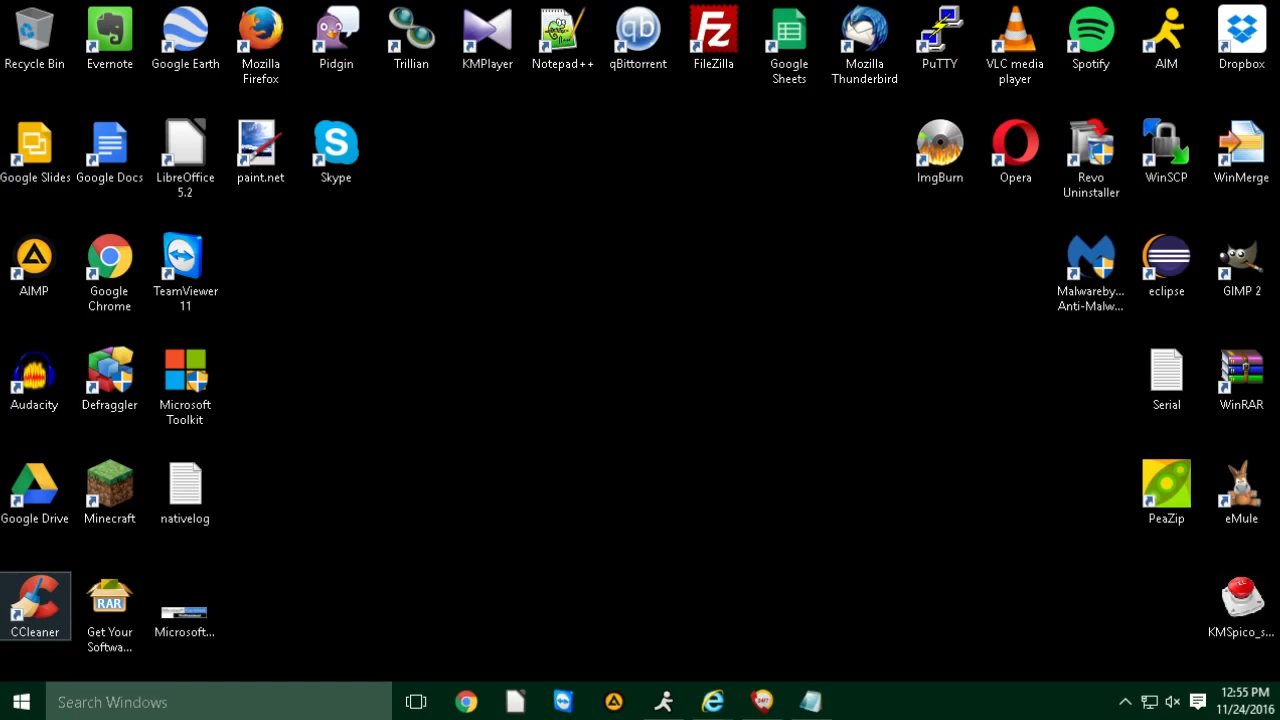 Recycle Bin
Evernote
Google Earth
Mozilla
Firefox
Pidgin
Trillian
KMPlayer
Notepad++
qb
qBittorrent
FZ
FileZilla
Google
Sheets
Mozilla
Thunderbird
PuTTY
VLC media
player
Spotify
AIM
Dropbox
Google Slides
Google Docs
LibreOffice
5.2
paint.net
S
Skype
ImgBurn
Opera
Revo
Uninstaller
WinSCP
WinMerge
AIMP
Google
Chrome
TeamViewer
11
Malwareby...
Anti-Malw...
eclipse
GIMP 2
Audacity
Defraggler
Microsoft
Toolkit
Serial
WinRAR
Google Drive
Minecraft
nativelog
PeaZip
eMule
CCleaner
RAR
Get Your
Softwa...
Microsoft...
KMSpico_s...
Search Windows
12:55 PM
11/24/2016